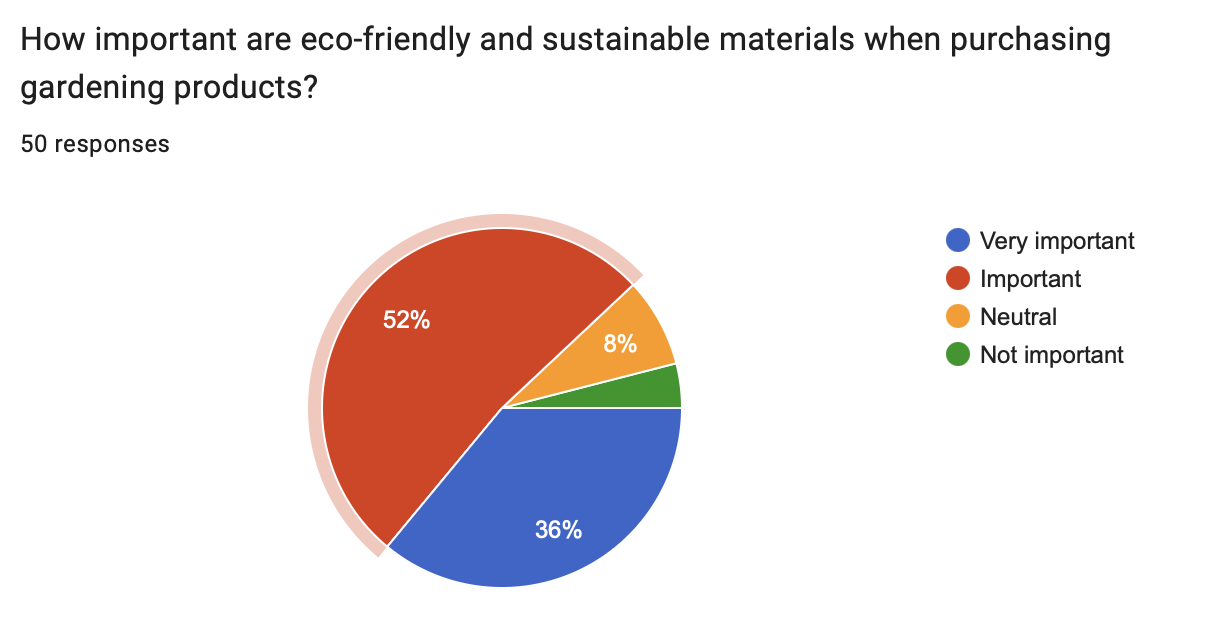 How important are eco-friendly and sustainable materials when purchasing
gardening products?
50 responses
52%
8%
36%
Very important
Important
Neutral
Not important